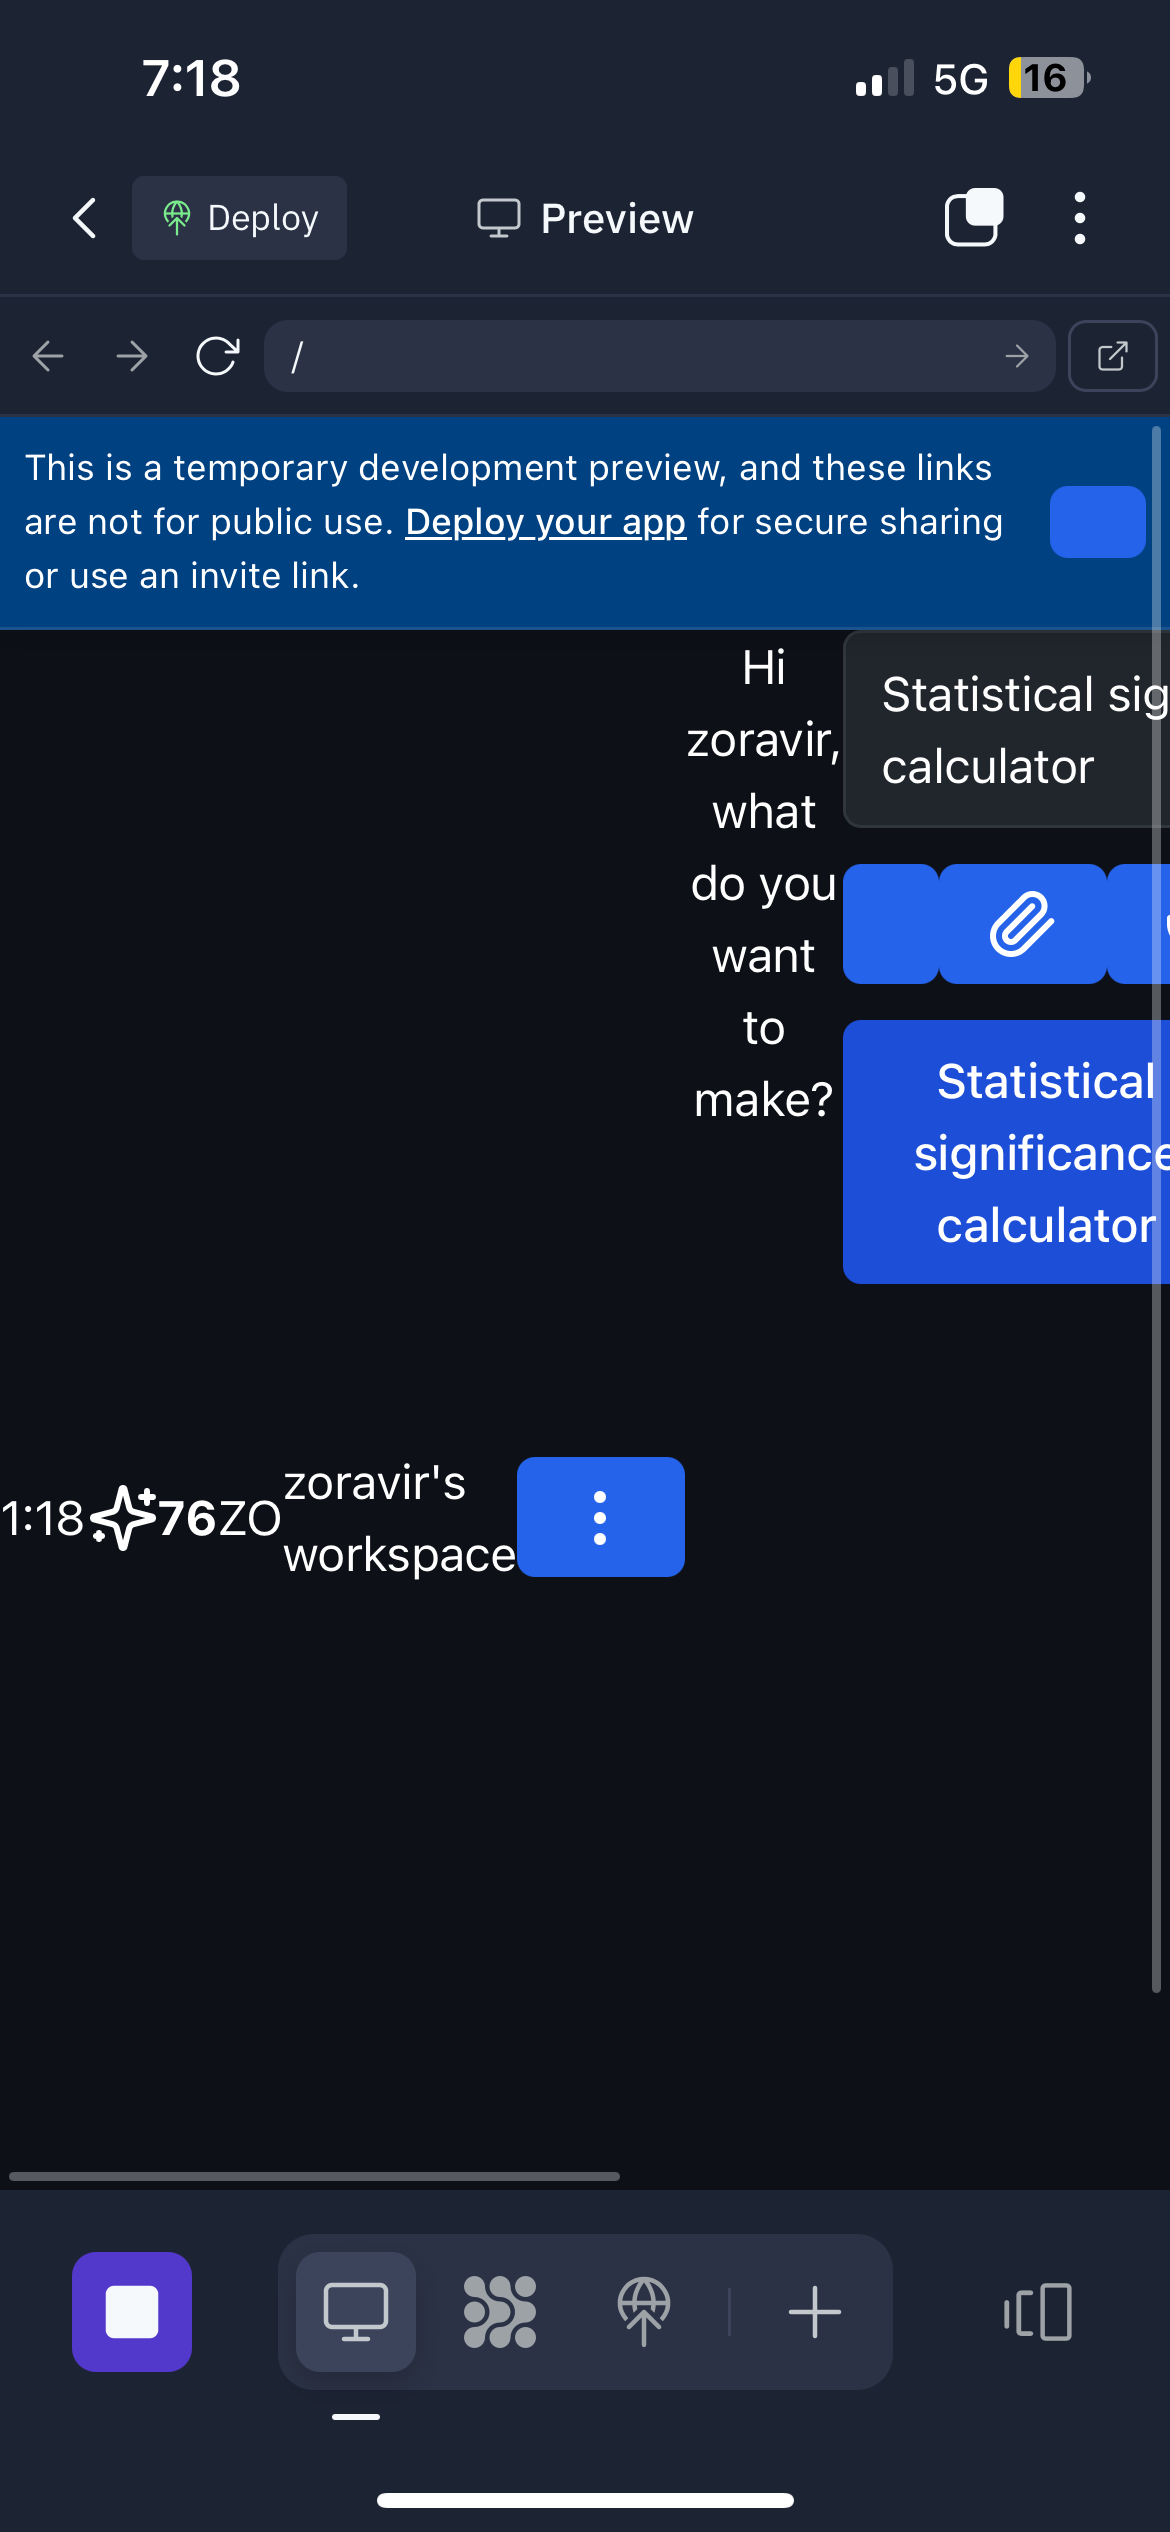 7:18
5G
16
Deploy
Preview
/
This is a temporary development preview, and these links
are not for public use. Deploy your app for secure sharing
or use an invite link.
Hi
zoravir,
what
do you
want
to
make?
Statistical sig
calculator
Statistical
significance
calculator
1:18
76
ZO
zoravir's
workspace